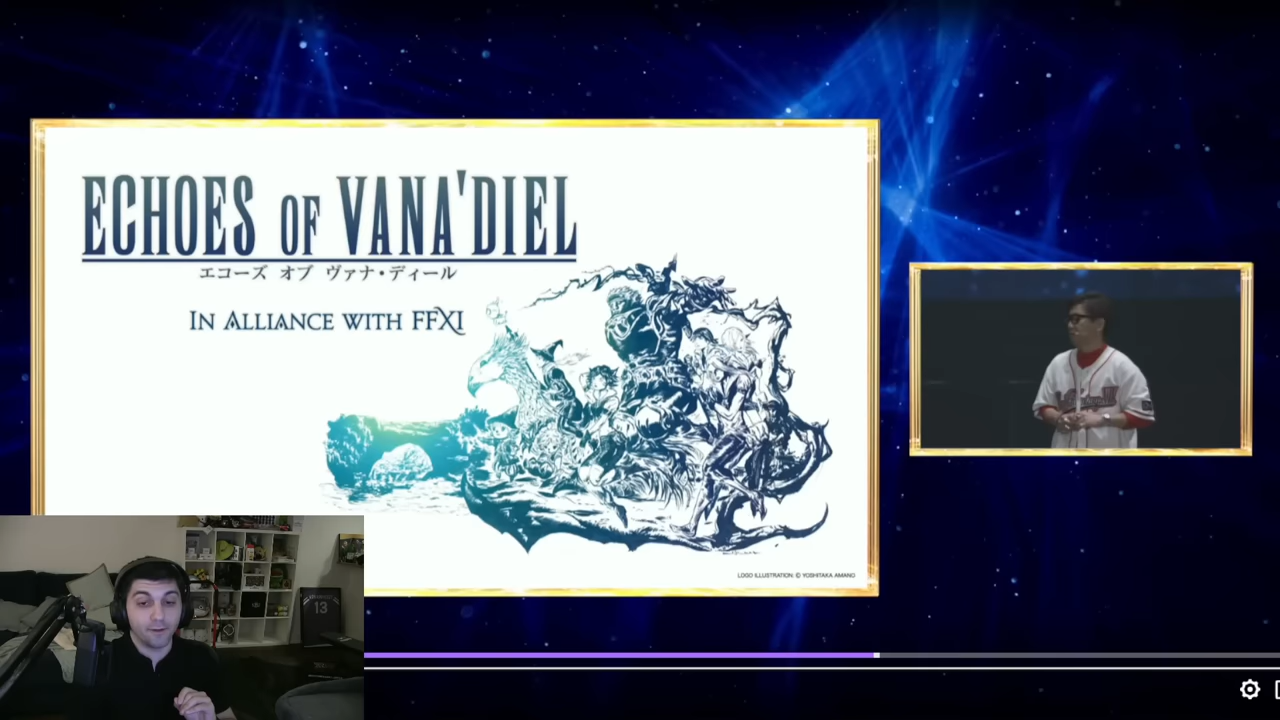 ECHOES OF VANA'DIEL
エコーズ オブ ヴァナ・ディール
IN ALLIANCE WITH FFXI
LOGO ILLUSTRATION: © YOSHITAKA AMANO
13